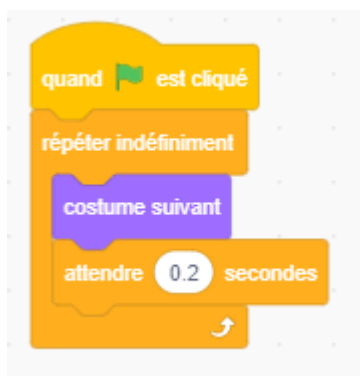 quand est cliqué
répéter indéfiniment
costume suivant
attendre 0.2 secondes